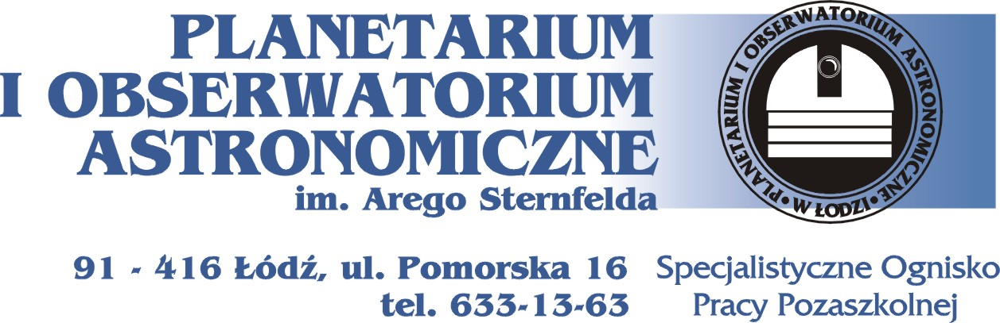 PLANETARIUM
I OBSERWATORIUM
ASTRONOMICZNE
im. Arego Sternfelda
PLANETARIUM I OBSERWATORIUM ASTRONOMICZNE • W ŁODZI •
91 - 416 Łódź, ul. Pomorska 16
tel. 633-13-63
Specjalistyczne Ognisko
Pracy Pozaszkolnej